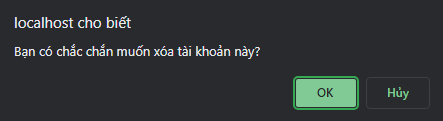 localhost cho biết
Bạn có chắc chắn muốn xóa tài khoản này?
OK
Hủy